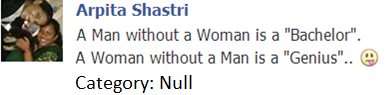 Arpita Shastri
A Man without a Woman is a "Bachelor".
A Woman without a Man is a "Genius"..
Category: Null